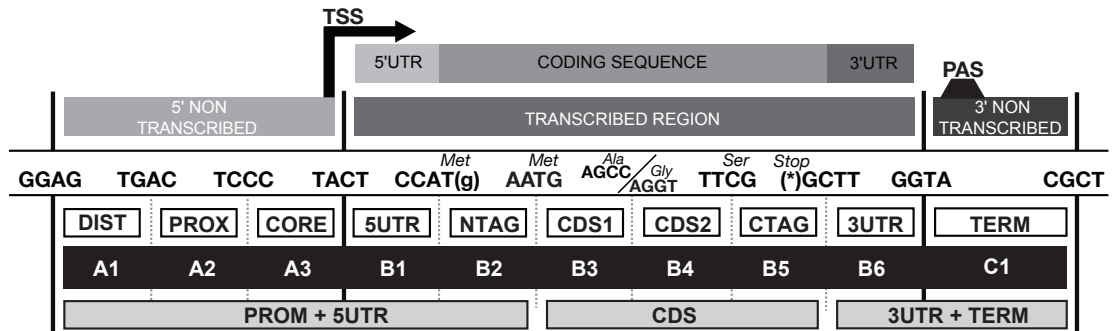 TSS
5'UTR CODING SEQUENCE 3'UTR
PAS
5' NON
TRANSCRIBED
TRANSCRIBED REGION
3' NON
TRANSCRIBED
Met Met Ala Gly Ser Stop
GGAG TGAC TCCC TACT CCAT(g) AATG AGCC/AGGT TTCG (*)GCTT GGTA CGCT
DIST PROX CORE 5UTR NTAG CDS1 CDS2 CTAG 3UTR TERM
A1 A2 A3 B1 B2 B3 B4 B5 B6 C1
PROM + 5UTR CDS 3UTR + TERM